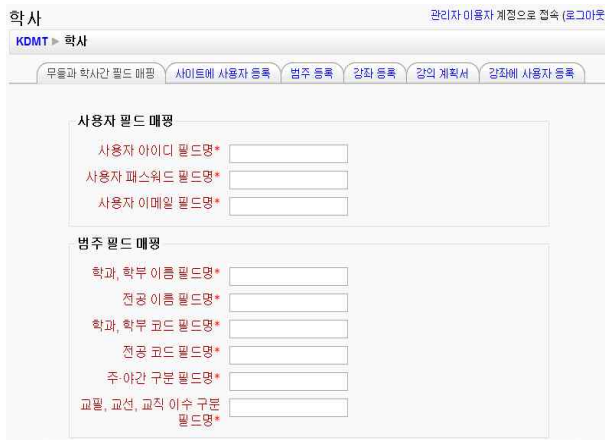 학사
관리자 이용자 계정으로 접속 (로그아웃
KDMT ▶ 학사
무들과 학사간 필드 매핑 사이트에 사용자 등록 범주 등록 강좌 등록 강의 계획서 강좌에 사용자 등록
사용자 필드 매핑
사용자 아이디 필드명*
사용자 패스워드 필드명*
사용자 이메일 필드명*
범주 필드 매핑
학과, 학부 이름 필드명*
전공 이름 필드명*
학과, 학부 코드 필드명*
전공 코드 필드명*
주·야간 구분 필드명*
교필, 교선, 교직 이수 구분
필드명*